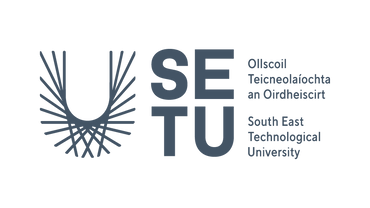 SE
TU
Ollscoil
Teicneolaíochta
an Oirdheiscirt
South East
Technological
University